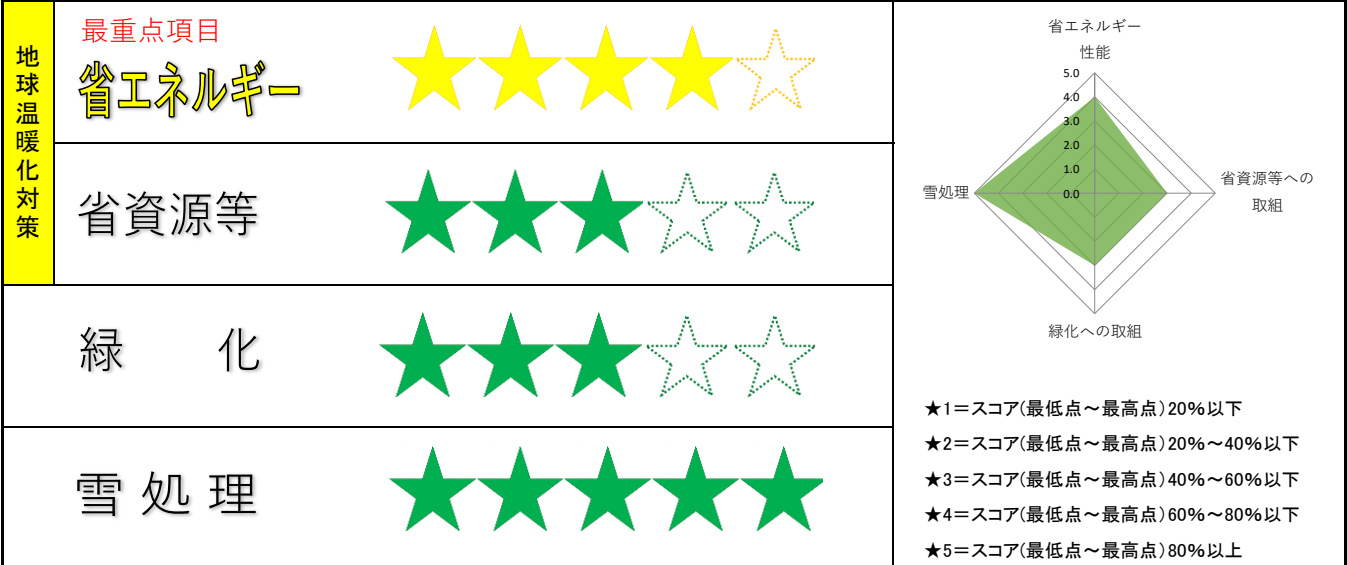 地球温暖化対策
最重点項目
省エネルギー
省資源等
緑　化
雪処理
省エネルギー
性能
5.0
4.0
3.0
2.0
1.0
0.0
雪処理
省資源等への
取組
緑化への取組
★1＝スコア(最低点～最高点)20%以下
★2＝スコア(最低点～最高点)20%～40%以下
★3＝スコア(最低点～最高点)40%～60%以下
★4＝スコア(最低点～最高点)60%～80%以下
★5＝スコア(最低点～最高点)80%以上